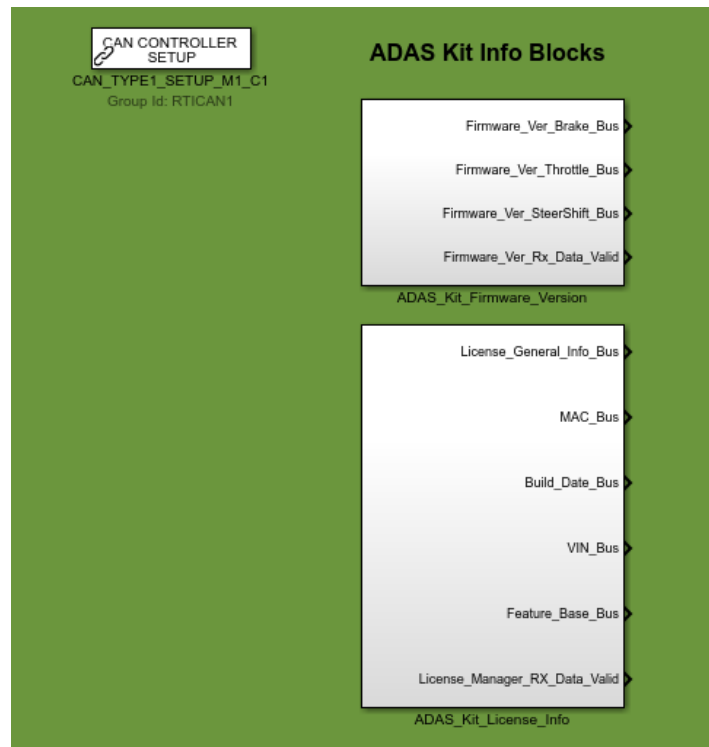 CAN CONTROLLER
SETUP
CAN_TYPE1_SETUP_M1_C1
Group Id: RTICAN1
ADAS Kit Info Blocks
Firmware_Ver_Brake_Bus
Firmware_Ver_Throttle_Bus
Firmware_Ver_SteerShift_Bus
Firmware_Ver_Rx_Data_Valid
ADAS_Kit_Firmware_Version
License_General_Info_Bus
MAC_Bus
Build_Date_Bus
VIN_Bus
Feature_Base_Bus
License_Manager_RX_Data_Valid
ADAS_Kit_License_Info